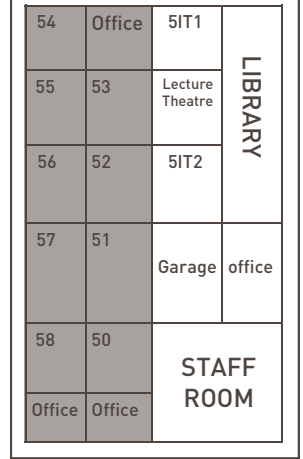 54
Office
5IT1
LIBRARY
55
53
Lecture
Theatre
56
52
5IT2
57
51
Garage
office
58
50
STAFF
ROOM
Office
Office